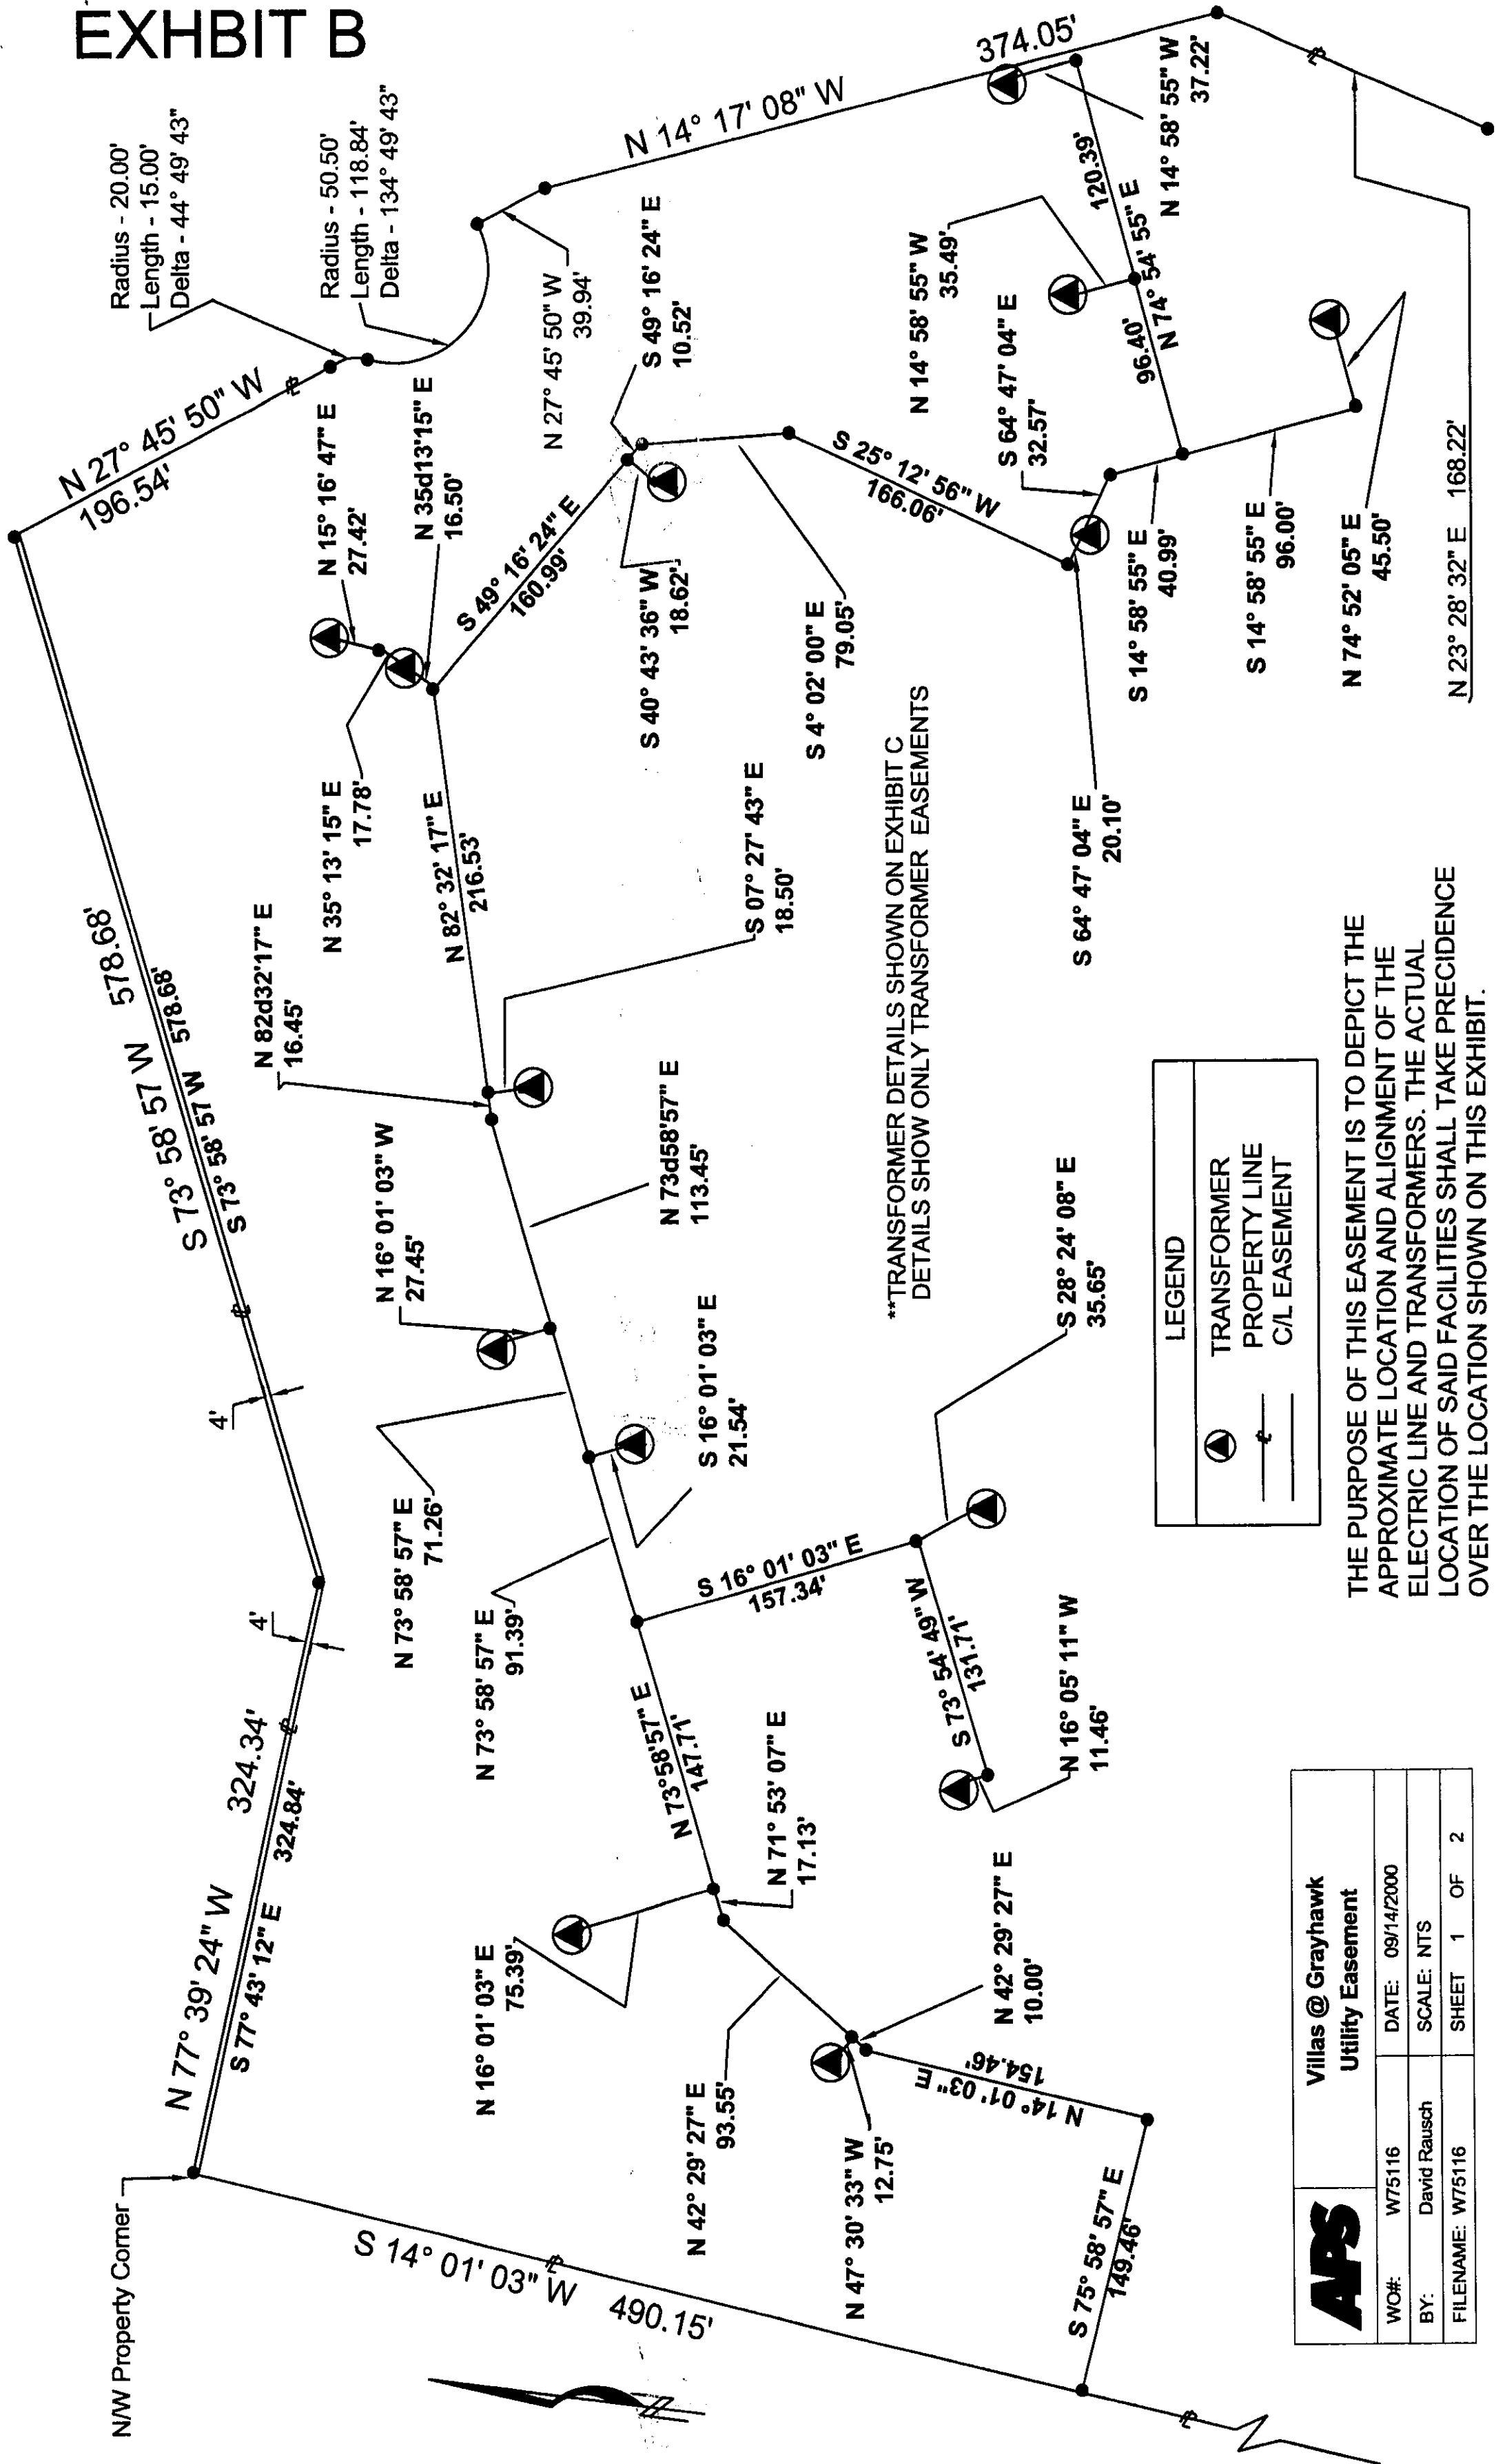 EXHBIT B
N/W Property Corner
N 77° 39' 24" W
324.34'
S 77° 43' 12" E
324.84'
4'
4'
S 73° 58' 57 W 578.68'
S 73° 58' 57 W 578.68'
N 27° 45' 50" W
196.54'
Radius - 20.00'
Length - 15.00'
Delta - 44° 49' 43"
Radius - 50.50'
Length - 118.84'
Delta - 134° 49' 43"
N 27° 45' 50" W
39.94'
N 14° 17' 08" W
374.05'
N 23° 28' 32" E 168.22'
S 14° 01' 03" W 490.15'
S 75° 58' 57" E
149.46'
N 14° 01' 03" E
154.46'
N 47° 30' 33" W
12.75'
N 42° 29' 27" E
10.00'
N 42° 29' 27" E
93.55'
N 71° 53' 07" E
17.13'
N 16° 01' 03" E
75.39'
N 73°58'57" E
147.71'
S 16° 01' 03" E
157.34'
S 73° 54' 49" W
131.71'
N 16° 05' 11" W
11.46'
S 28° 24' 08" E
35.65'
N 73° 58' 57" E
91.39'
S 16° 01' 03" E
21.54'
N 73° 58' 57" E
71.26'
N 16° 01' 03" W
27.45'
N 73d58'57" E
113.45'
N 82d32'17" E
16.45'
S 07° 27' 43" E
18.50'
N 82° 32' 17" E
216.53'
N 35° 13' 15" E
17.78'
N 35d13'15" E
16.50'
N 15° 16' 47" E
27.42'
S 49° 16' 24" E
160.99'
S 40° 43' 36" W
18.62'
S 49° 16' 24" E
10.52'
S 4° 02' 00" E
79.05'
S 25° 12' 56" W
166.06'
S 64° 47' 04" E
20.10'
S 64° 47' 04" E
32.57'
S 14° 58' 55" E
40.99'
S 14° 58' 55" E
96.00'
N 74° 52' 05" E
45.50'
96.40'
N 74° 54' 55" E
120.39'
N 14° 58' 55" W
35.49'
N 14° 58' 55" W
37.22'
**TRANSFORMER DETAILS SHOWN ON EXHIBIT C
DETAILS SHOW ONLY TRANSFORMER EASEMENTS
LEGEND
TRANSFORMER
PROPERTY LINE
C/L EASEMENT
THE PURPOSE OF THIS EASEMENT IS TO DEPICT THE
APPROXIMATE LOCATION AND ALIGNMENT OF THE
ELECTRIC LINE AND TRANSFORMERS. THE ACTUAL
LOCATION OF SAID FACILITIES SHALL TAKE PRECIDENCE
OVER THE LOCATION SHOWN ON THIS EXHIBIT.
APS
Villas @ Grayhawk
Utility Easement
WO#: W75116 DATE: 09/14/2000
BY: David Rausch SCALE: NTS
FILENAME: W75116 SHEET 1 OF 2